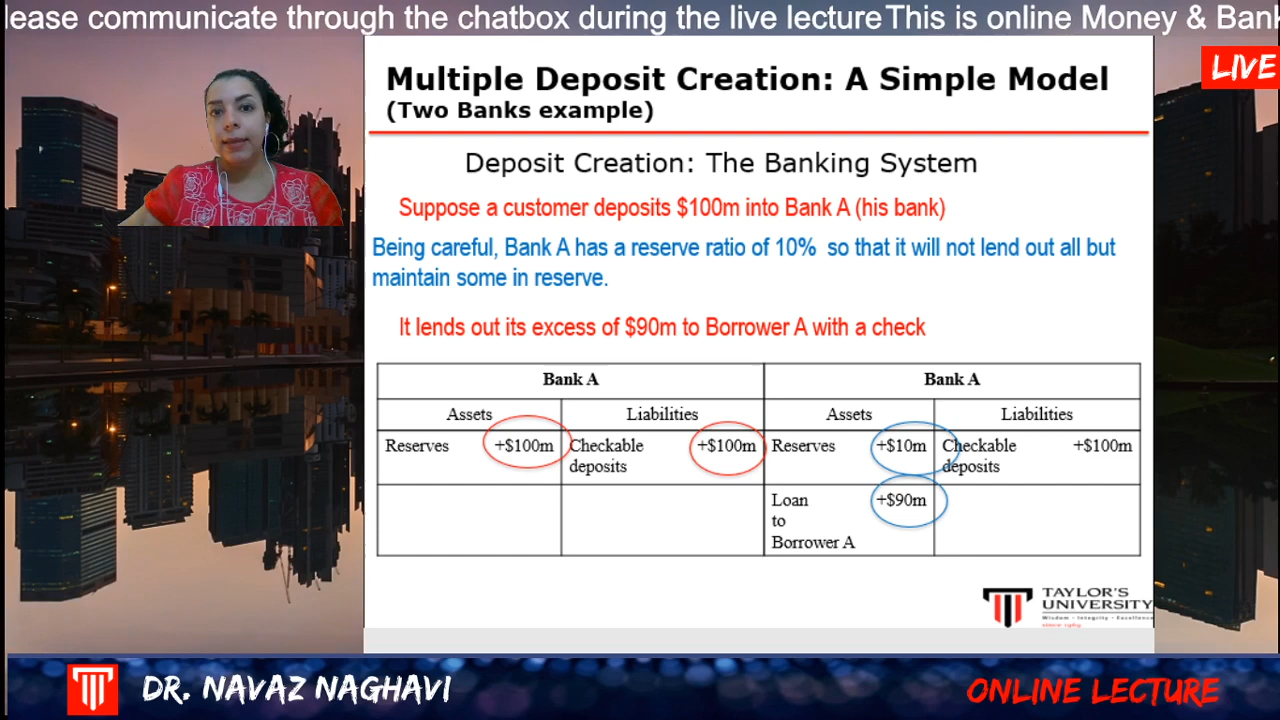 lease communicate through the chatbox during the live lecture This is online Money & Bank
LIVE
Multiple Deposit Creation: A Simple Model
(Two Banks example)
Deposit Creation: The Banking System
Suppose a customer deposits $100m into Bank A (his bank)
Being careful, Bank A has a reserve ratio of 10% so that it will not lend out all but
maintain some in reserve.
It lends out its excess of $90m to Borrower A with a check
Bank A Bank A
Assets Liabilities Assets Liabilities
Reserves +$100m Checkable +$100m Reserves +$10m Checkable +$100m
deposits deposits
Loan +$90m
to
Borrower A
TAYLOR'S
UNIVERSITY
Wisdom · Integrity · Excellence
since 1969
DR. NAVAZ NAGHAVI
ONLINE LECTURE